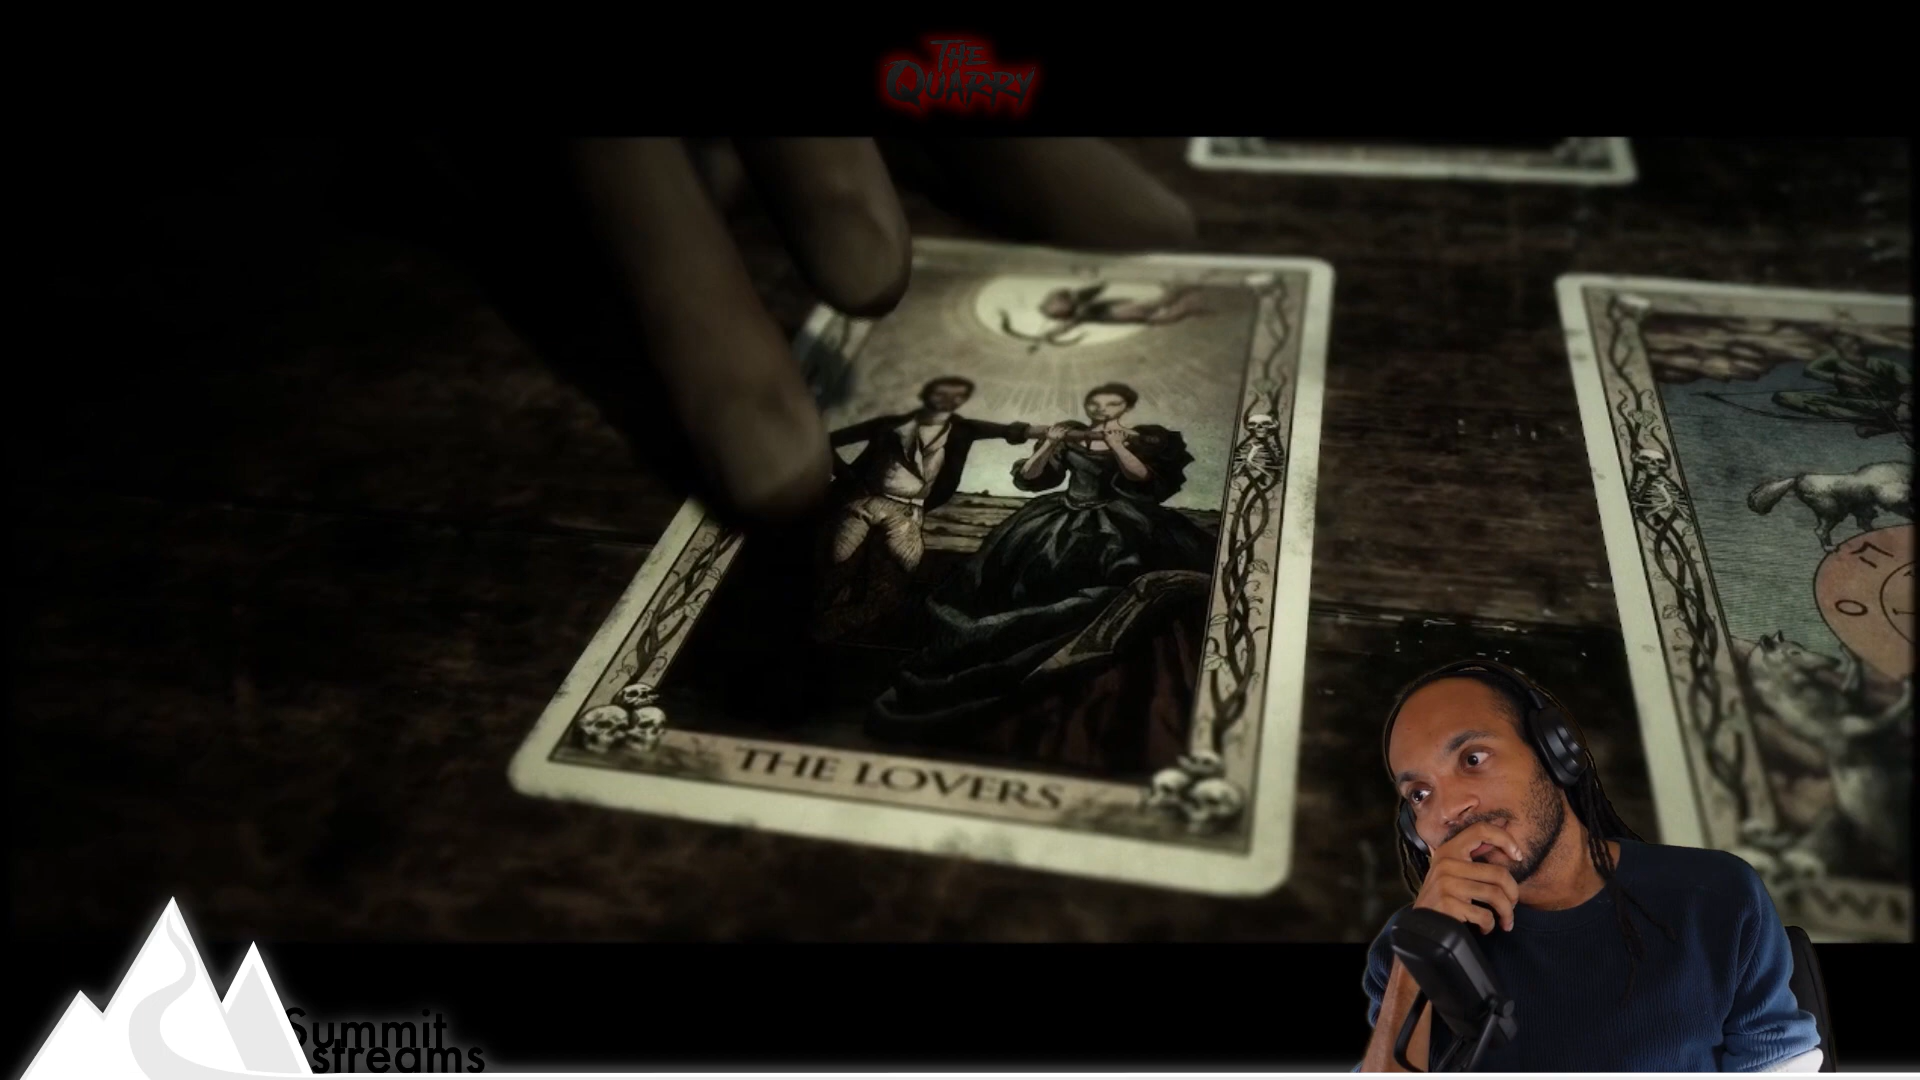 THE
QUARRY
THE LOVERS
Summit
streams